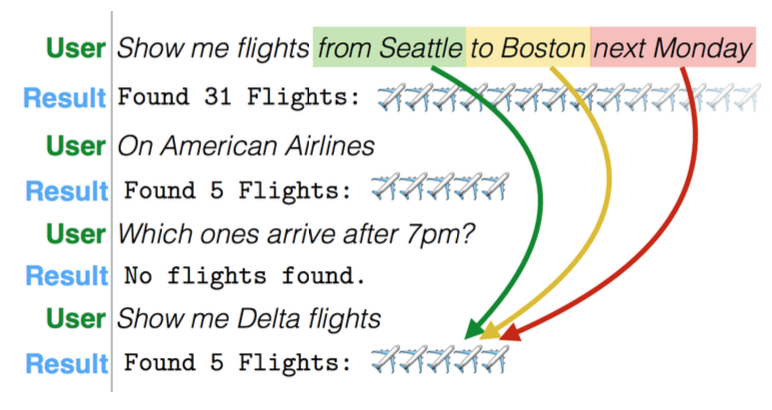 User Show me flights from Seattle to Boston next Monday
Result Found 31 Flights:
User On American Airlines
Result Found 5 Flights:
User Which ones arrive after 7pm?
Result No flights found.
User Show me Delta flights
Result Found 5 Flights: